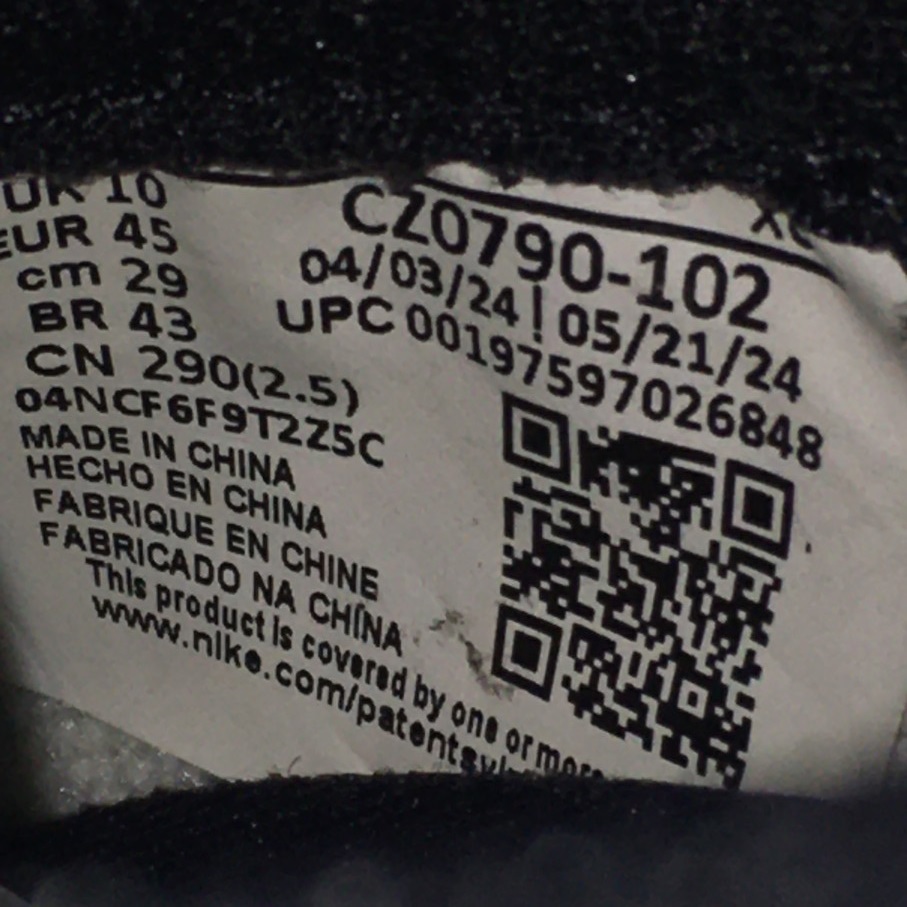 UK 10
EUR 45
cm 29
BR 43
CN 290(2.5)
04NCF6F9T2Z5C
MADE IN CHINA
HECHO EN CHINA
FABRIQUE EN CHINE
FABRICADO NA CHINA
This product is covered by one or more
www.nike.com/patents
CZ0790-102
04/03/24 | 05/21/24
UPC 00197597026848